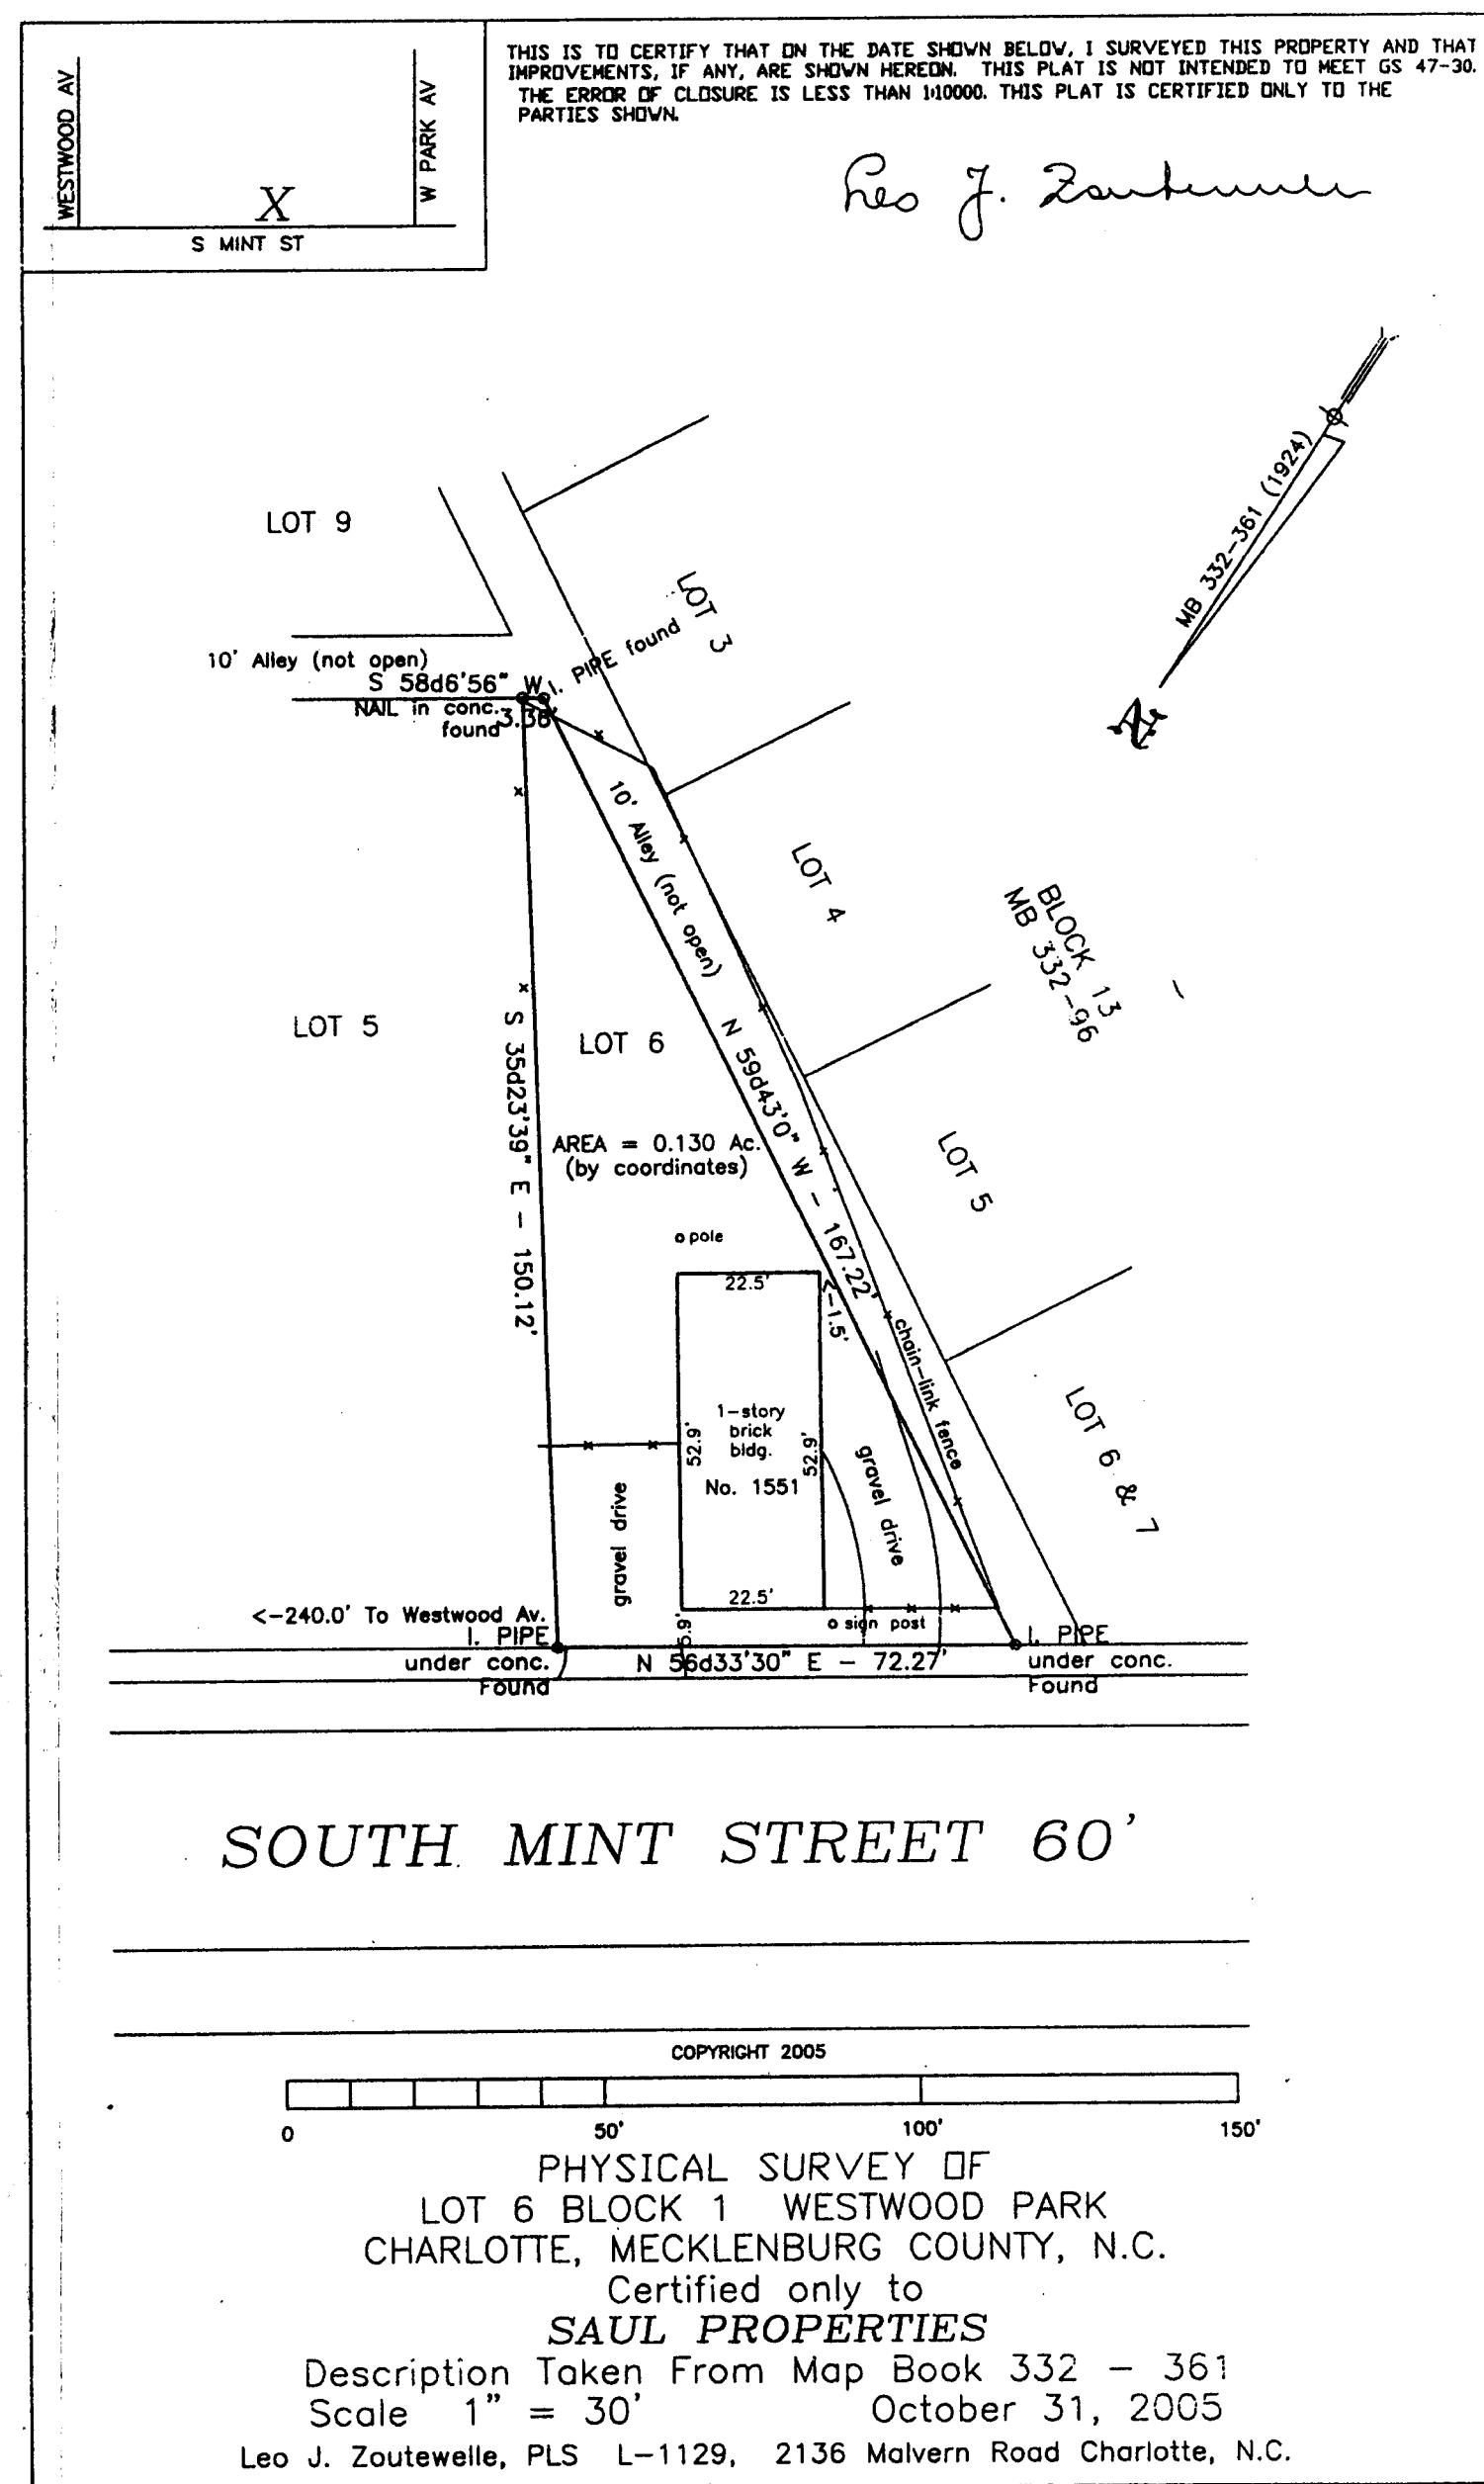 THIS IS TO CERTIFY THAT ON THE DATE SHOWN BELOW, I SURVEYED THIS PROPERTY AND THAT
IMPROVEMENTS, IF ANY, ARE SHOWN HEREON. THIS PLAT IS NOT INTENDED TO MEET GS 47-30.
THE ERROR OF CLOSURE IS LESS THAN 1:10000. THIS PLAT IS CERTIFIED ONLY TO THE
PARTIES SHOWN.
WESTWOOD AV
W PARK AV
X
S MINT ST
Leo J. Zoutewelle
MB 332-361 (1924)
N
LOT 9
LOT 3
10' Alley (not open)
I. PIPE found
S 58d6'56" W
3.38'
NAIL in conc.
found
10' Alley (not open)
LOT 4
BLOCK 13
MB 332-96
LOT 5
S 35d23'39" E - 150.12'
LOT 6
N 59d43'0" W - 167.22'
AREA = 0.130 Ac.
(by coordinates)
LOT 5
pole
22.5'
<-1.5'
chain-link fence
1-story
brick
bldg.
No. 1551
52.9'
52.9'
gravel drive
gravel drive
LOT 6 & 7
22.5'
5.9'
sign post
<-240.0' To Westwood Av.
I. PIPE
under conc.
Found
N 56d33'30" E - 72.27'
I. PIPE
under conc.
Found
SOUTH MINT STREET 60'
COPYRIGHT 2005
0 50' 100' 150'
PHYSICAL SURVEY OF
LOT 6 BLOCK 1 WESTWOOD PARK
CHARLOTTE, MECKLENBURG COUNTY, N.C.
Certified only to
SAUL PROPERTIES
Description Taken From Map Book 332 - 361
Scale 1" = 30' October 31, 2005
Leo J. Zoutewelle, PLS L-1129, 2136 Malvern Road Charlotte, N.C.